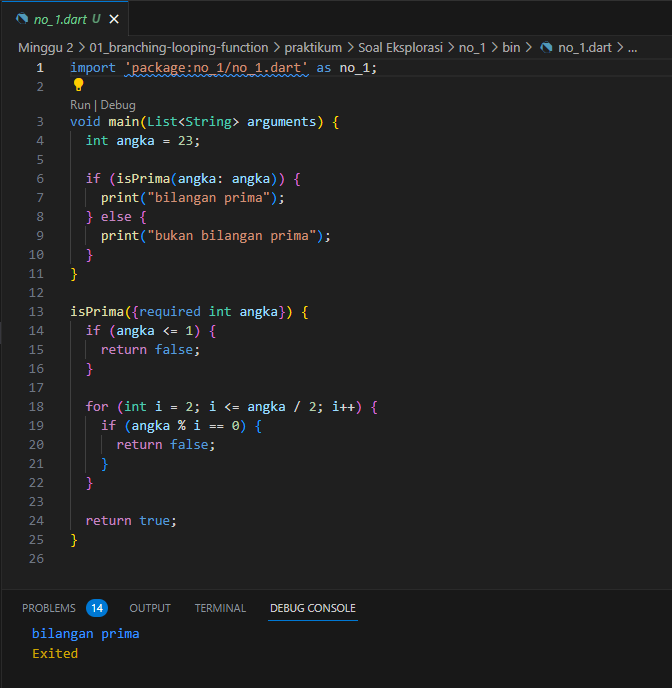 no_1.dart U
Minggu 2 > 01_branching-looping-function > praktikum > Soal Eksplorasi > no_1 > bin > no_1.dart > ...
1 import 'package:no_1/no_1.dart' as no_1;
2
Run | Debug
3 void main(List<String> arguments) {
4   int angka = 23;
5
6   if (isPrima(angka: angka)) {
7     print("bilangan prima");
8   } else {
9     print("bukan bilangan prima");
10   }
11 }
12
13 isPrima({required int angka}) {
14   if (angka <= 1) {
15     return false;
16   }
17
18   for (int i = 2; i <= angka / 2; i++) {
19     if (angka % i == 0) {
20       return false;
21     }
22   }
23
24   return true;
25 }
26
PROBLEMS 14 OUTPUT TERMINAL DEBUG CONSOLE
bilangan prima
Exited